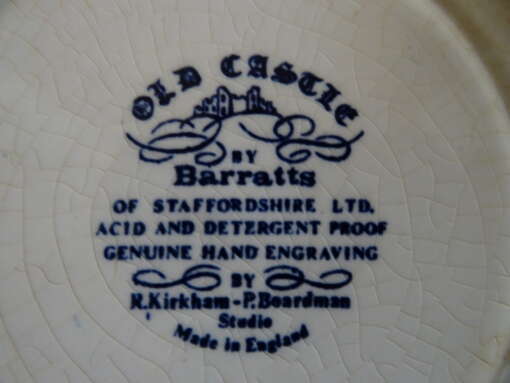 OLD CASTLE
BY
Barratts
OF STAFFORDSHIRE LTD.
ACID AND DETERGENT PROOF
GENUINE HAND ENGRAVING
BY
R.Kirkham-P.Boardman
Studio
Made in England